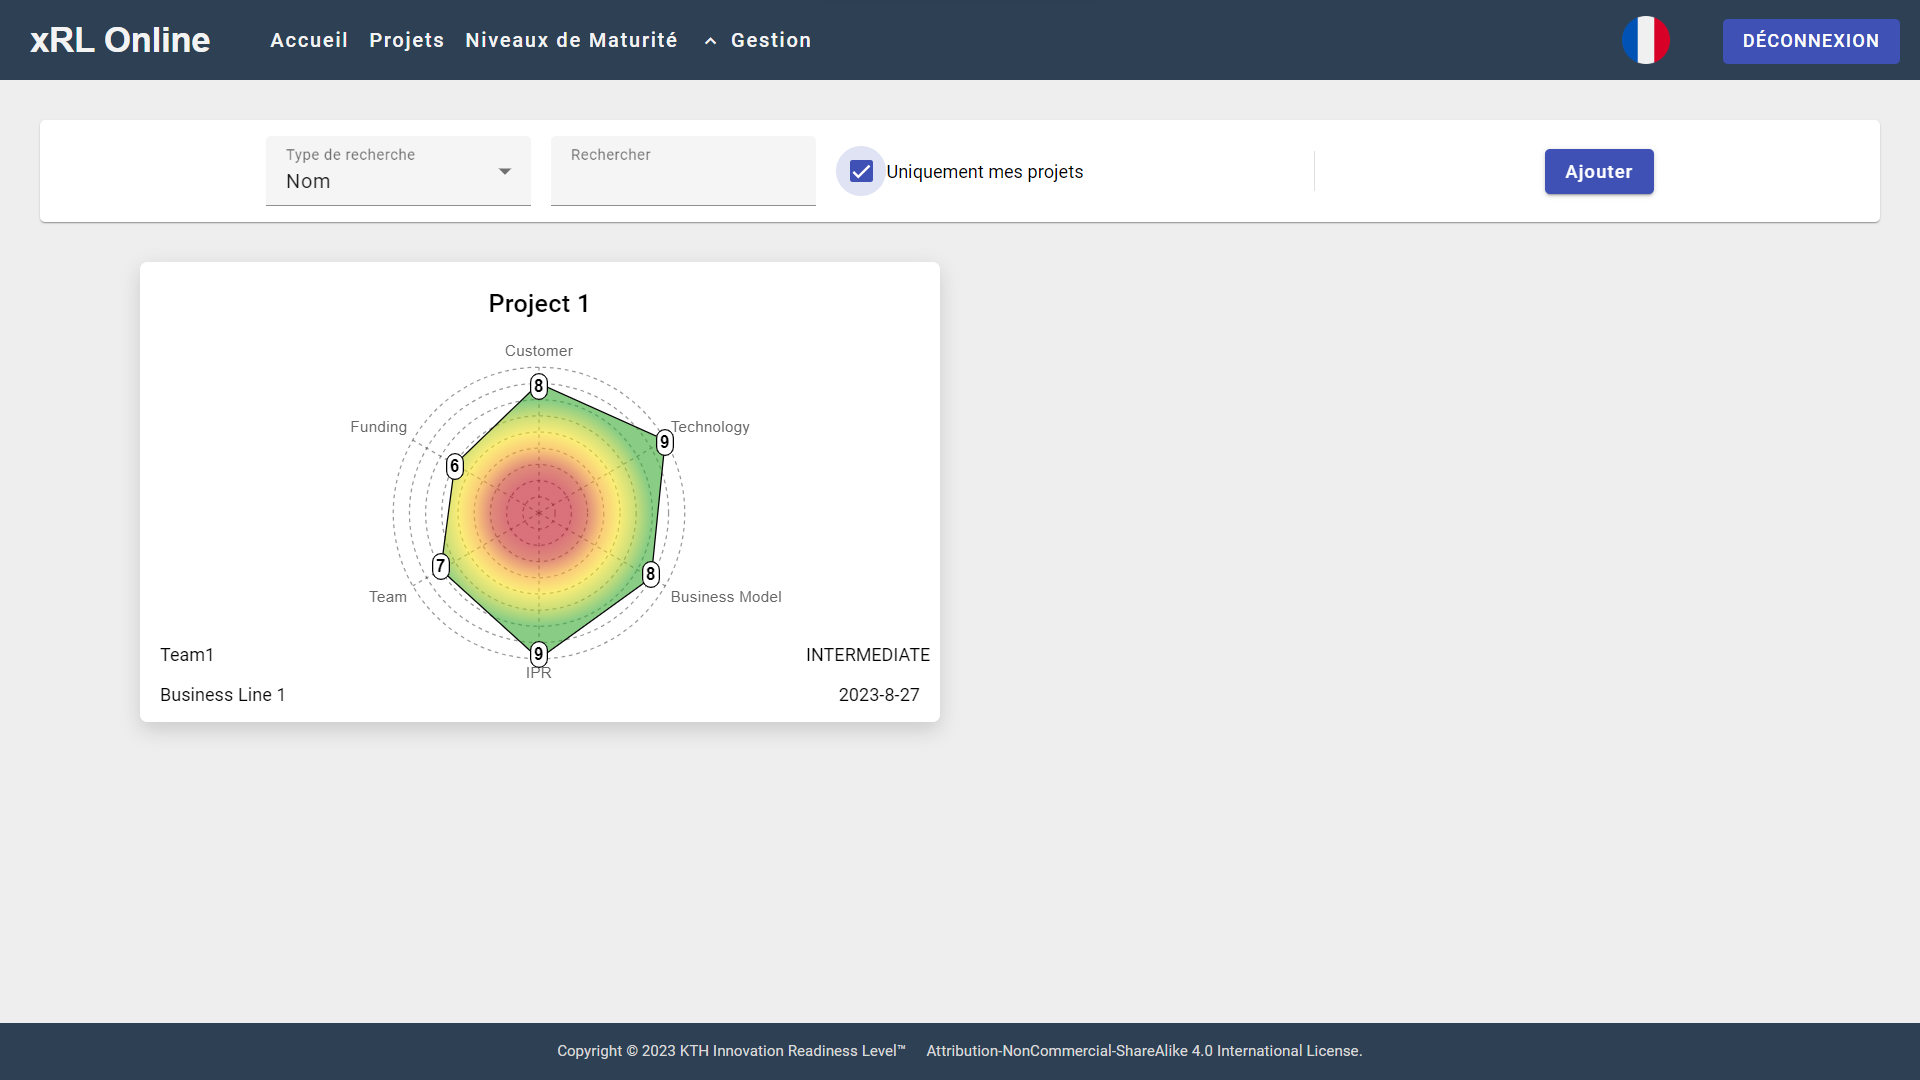 xRL Online
Accueil Projets Niveaux de Maturité Gestion
DÉCONNEXION
Type de recherche
Nom
Rechercher
Uniquement mes projets
Ajouter
Project 1
Customer
8
Technology
9
Funding
6
7
8
Team
Business Model
9
IPR
Team1
INTERMEDIATE
Business Line 1
2023-8-27
Copyright © 2023 KTH Innovation Readiness Level™ Attribution-NonCommercial-ShareAlike 4.0 International License.